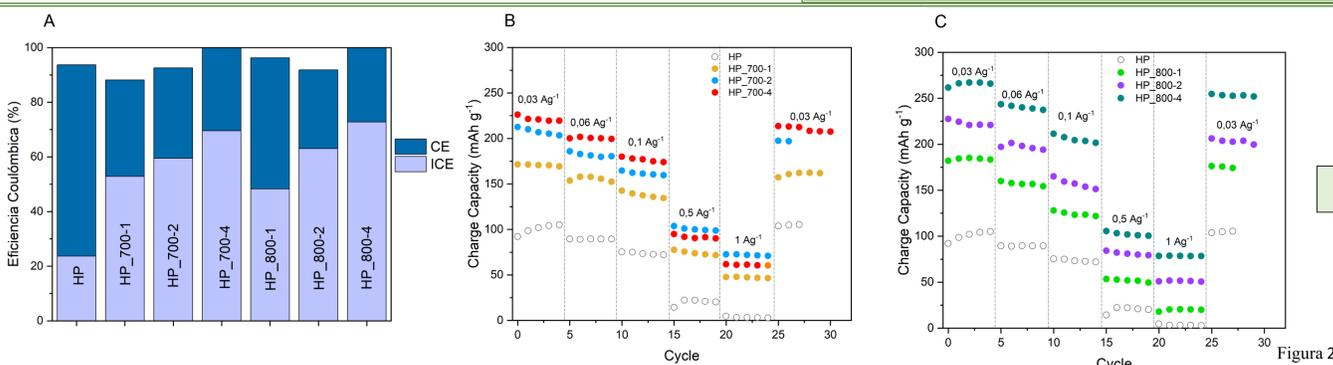 A
Eficiencia Coulómbica (%)
100
80
60
40
20
0
HP
HP_700-1
HP_700-2
HP_700-4
HP_800-1
HP_800-2
HP_800-4
CE
ICE
B
Charge Capacity (mAh g⁻¹)
300
250
200
150
100
50
0
HP
HP_700-1
HP_700-2
HP_700-4
0,03 Ag⁻¹
0,06 Ag⁻¹
0,1 Ag⁻¹
0,5 Ag⁻¹
1 Ag⁻¹
0,03 Ag⁻¹
0 5 10 15 20 25 30
Cycle
C
Charge Capacity (mAh g⁻¹)
300
250
200
150
100
50
0
HP
HP_800-1
HP_800-2
HP_800-4
0,03 Ag⁻¹
0,06 Ag⁻¹
0,1 Ag⁻¹
0,5 Ag⁻¹
1 Ag⁻¹
0,03 Ag⁻¹
0 5 10 15 20 25 30
Cycle
Figura 2